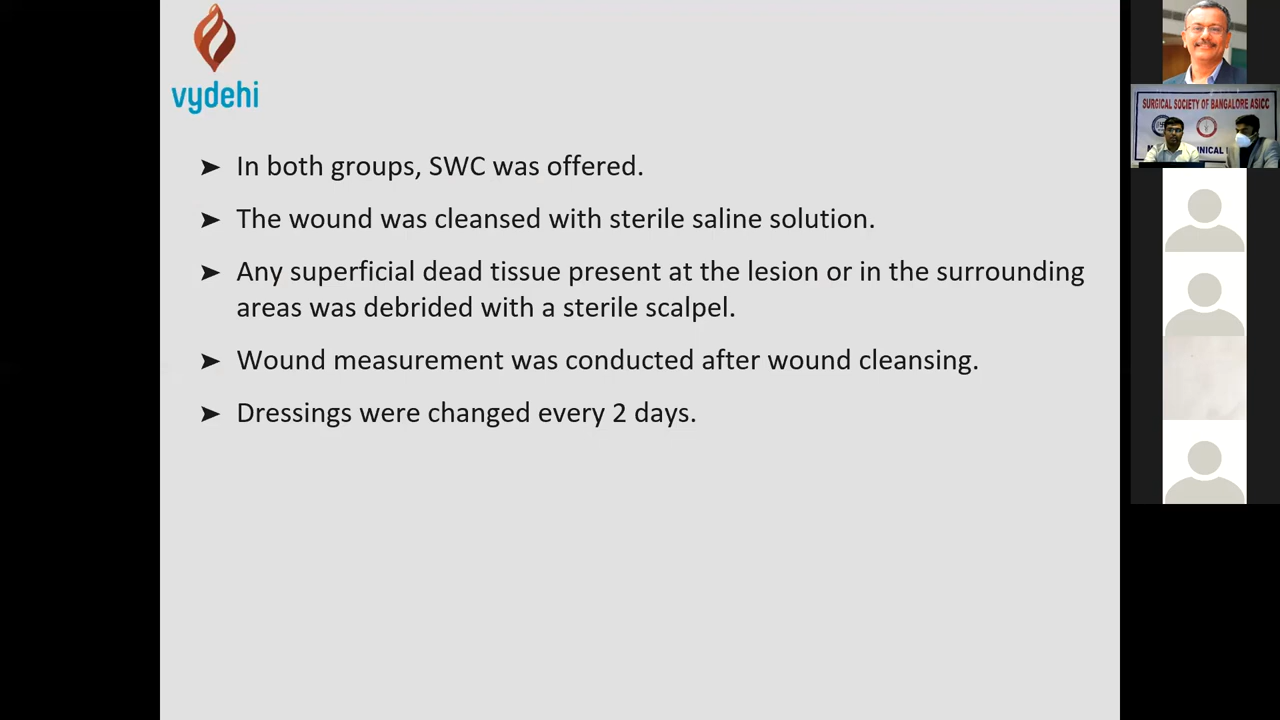 vydehi
➤ In both groups, SWC was offered.
➤ The wound was cleansed with sterile saline solution.
➤ Any superficial dead tissue present at the lesion or in the surrounding
areas was debrided with a sterile scalpel.
➤ Wound measurement was conducted after wound cleansing.
➤ Dressings were changed every 2 days.
SURGICAL SOCIETY OF BANGALORE ASICC